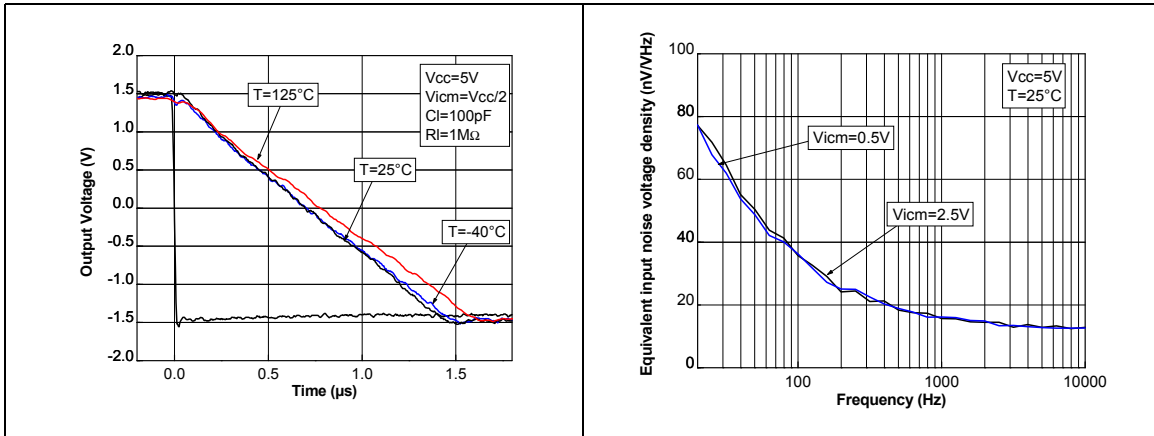 2.0
1.5
1.0
0.5
0.0
-0.5
-1.0
-1.5
-2.0
Output Voltage (V)
T=125°C
Vcc=5V
Vicm=Vcc/2
Cl=100pF
Rl=1MΩ
T=25°C
T=-40°C
0.0 0.5 1.0 1.5
Time (µs)
100
80
60
40
20
0
Equivalent input noise voltage density (nV/VHz)
Vcc=5V
T=25°C
Vicm=0.5V
Vicm=2.5V
100 1000 10000
Frequency (Hz)